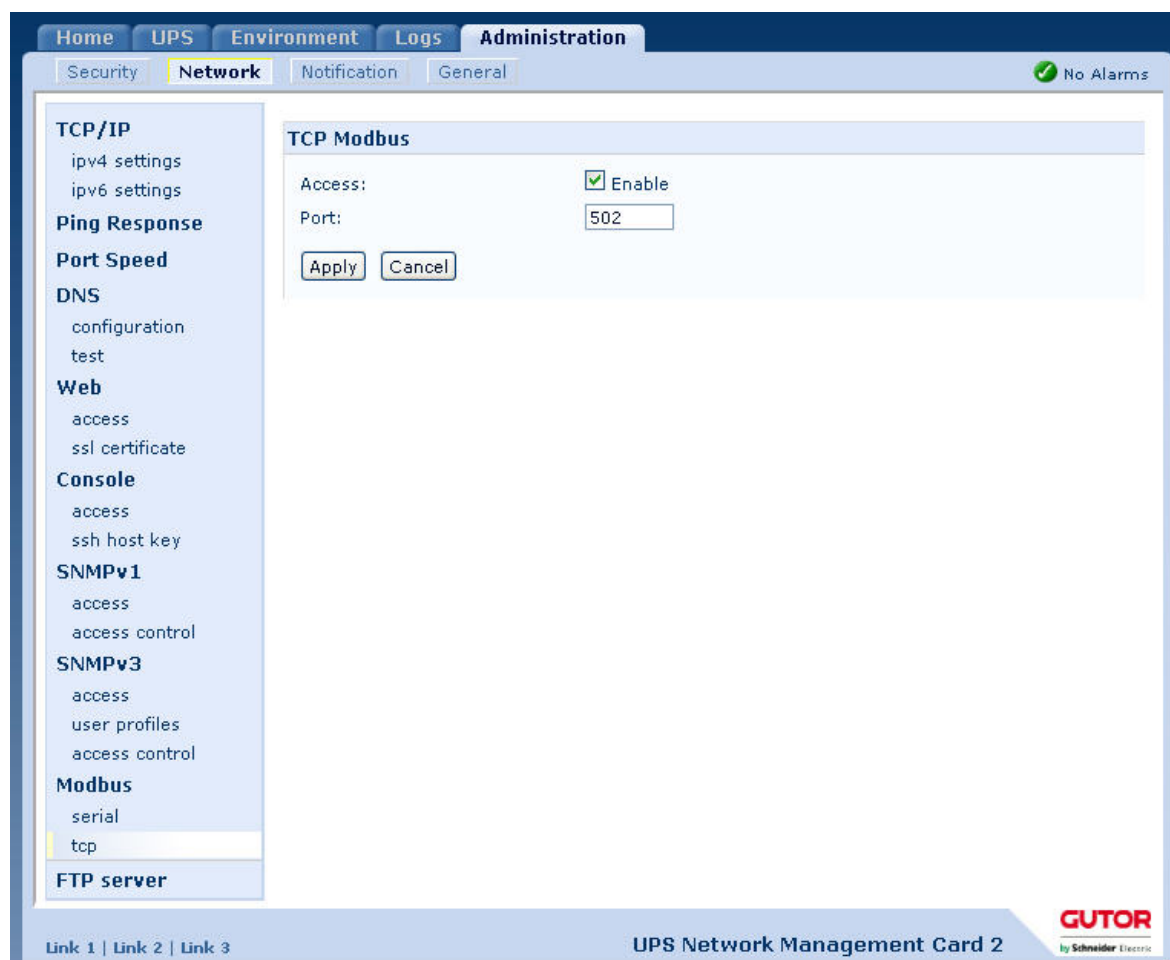 Home UPS Environment Logs Administration
Security Network Notification General No Alarms
TCP/IP
ipv4 settings
ipv6 settings
Ping Response
Port Speed
DNS
configuration
test
Web
access
ssl certificate
Console
access
ssh host key
SNMPv1
access
access control
SNMPv3
access
user profiles
access control
Modbus
serial
tcp
FTP server
TCP Modbus
Access: Enable
Port: 502
Apply Cancel
Link 1 | Link 2 | Link 3
UPS Network Management Card 2
GUTOR
by Schneider Electric